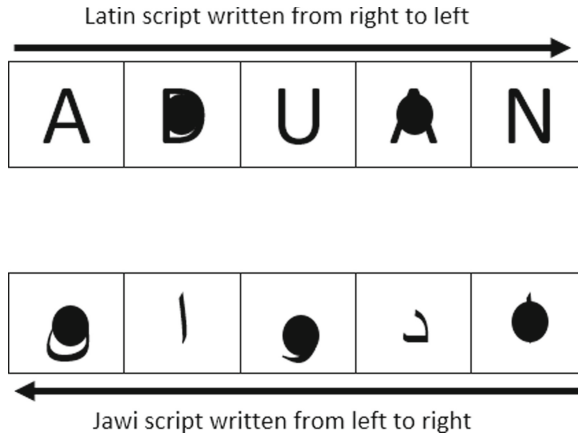 Latin script written from right to left
A D U A N
د و ا
Jawi script written from left to right